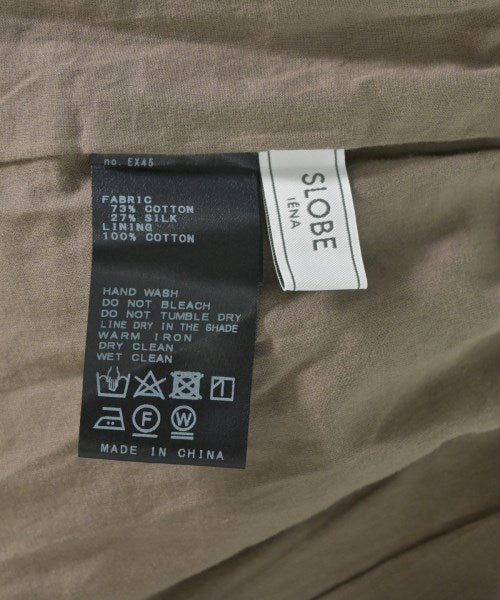 no. EX45
FABRIC
73% COTTON
27% SILK
LINING
100% COTTON
HAND WASH
DO NOT BLEACH
DO NOT TUMBLE DRY
LINE DRY IN THE SHADE
WARM IRON
DRY CLEAN
WET CLEAN
F W
MADE IN CHINA
SLOBE
IÉNA